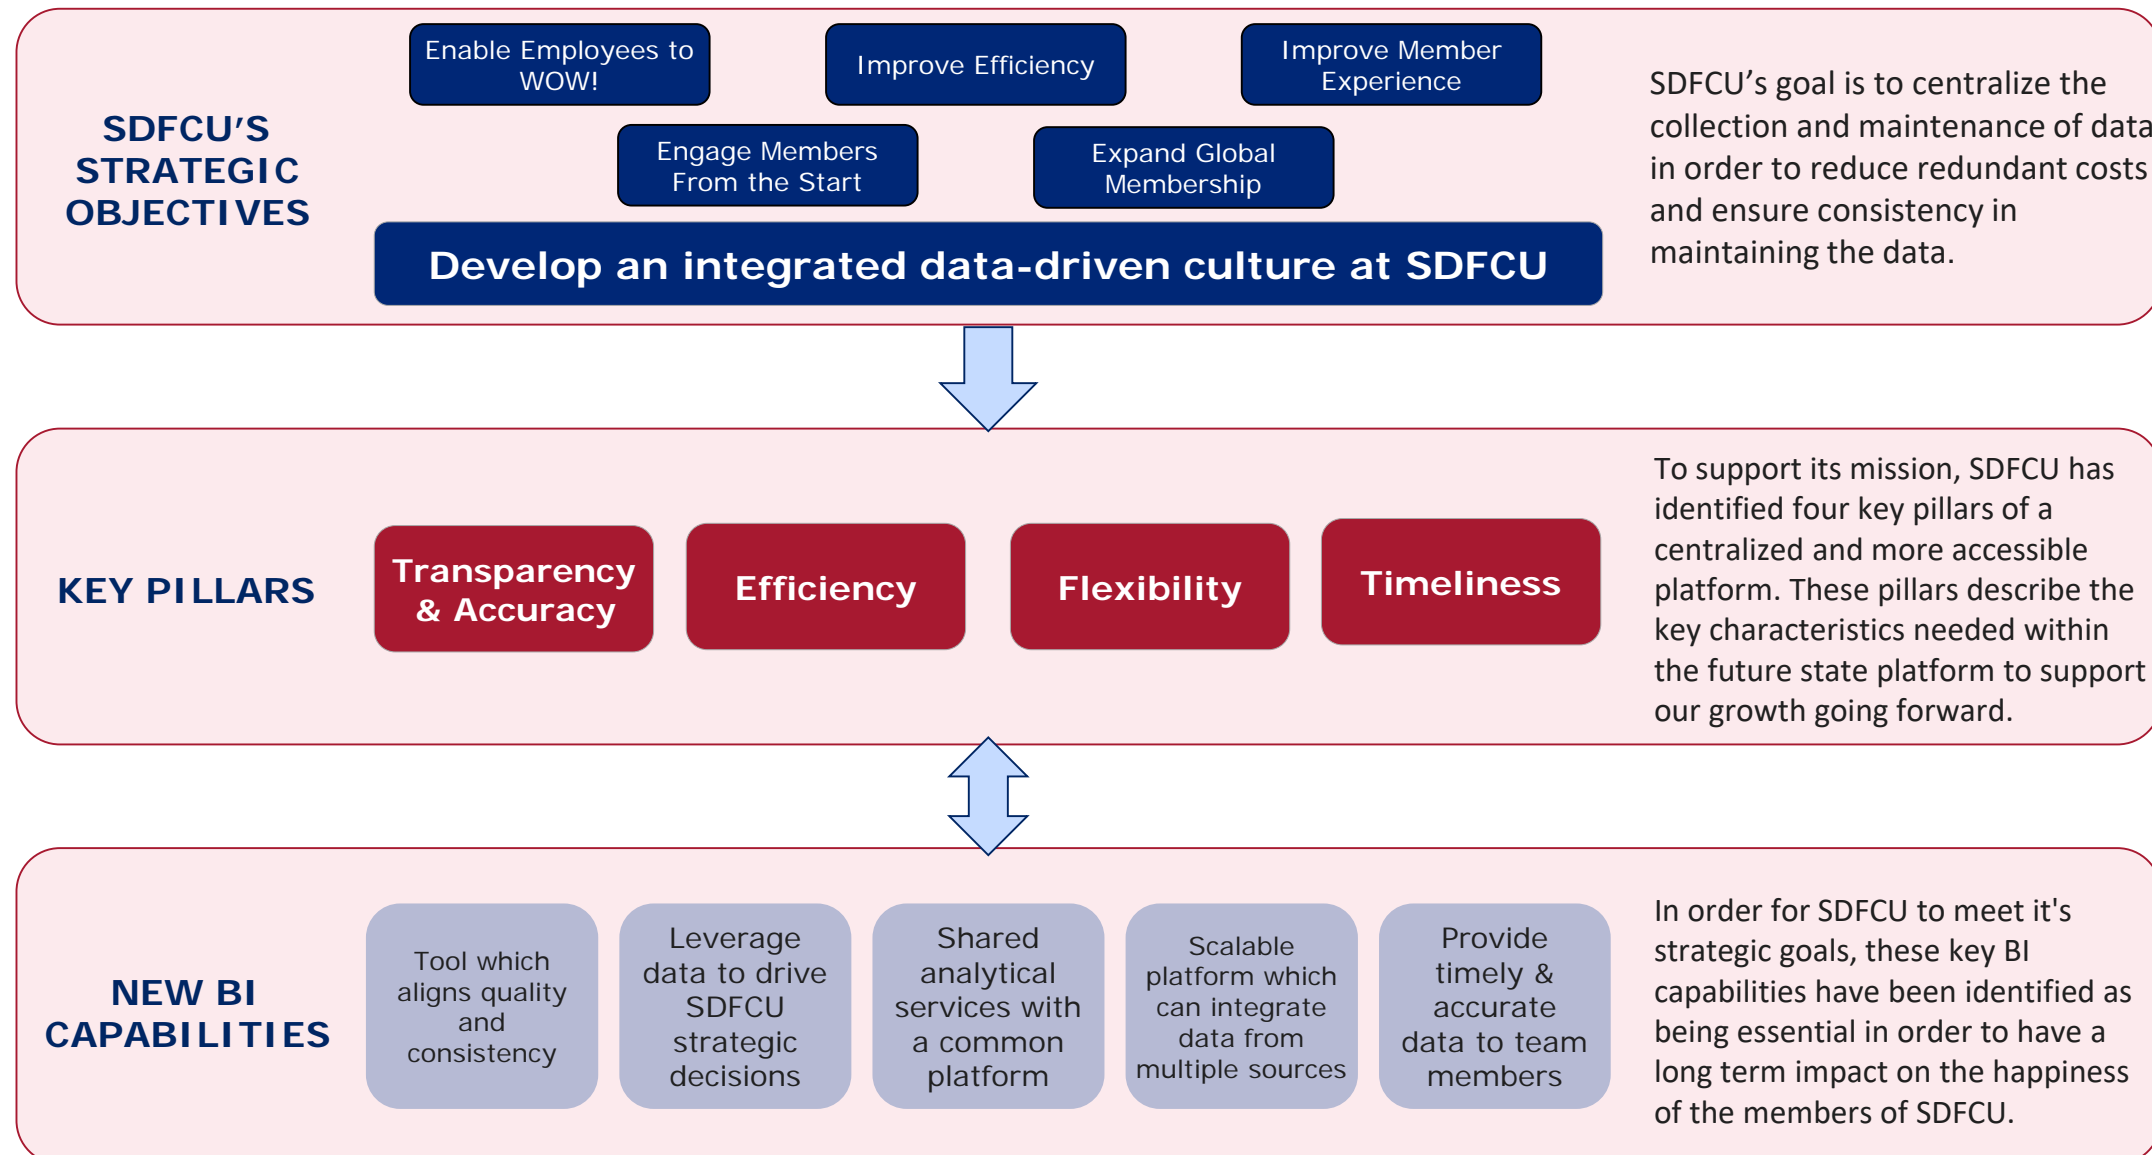 SDFCU'S
STRATEGIC
OBJECTIVES
Enable Employees to
WOW!
Improve Efficiency
Improve Member
Experience
Engage Members
From the Start
Expand Global
Membership
Develop an integrated data-driven culture at SDFCU
SDFCU's goal is to centralize the
collection and maintenance of data
in order to reduce redundant costs
and ensure consistency in
maintaining the data.
KEY PILLARS
Transparency
& Accuracy
Efficiency
Flexibility
Timeliness
To support its mission, SDFCU has
identified four key pillars of a
centralized and more accessible
platform. These pillars describe the
key characteristics needed within
the future state platform to support
our growth going forward.
NEW BI
CAPABILITIES
Tool which
aligns quality
and
consistency
Leverage
data to drive
SDFCU
strategic
decisions
Shared
analytical
services with
a common
platform
Scalable
platform which
can integrate
data from
multiple sources
Provide
timely &
accurate
data to team
members
In order for SDFCU to meet it's
strategic goals, these key BI
capabilities have been identified as
being essential in order to have a
long term impact on the happiness
of the members of SDFCU.